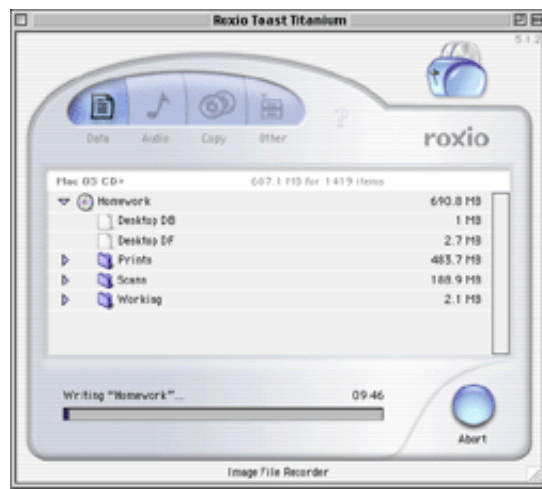 Roxio Toast Titanium
5.1.2
Data Audio Copy Other ?
roxio
Mac OS CD+ 687.1 MB for 1419 items
Homework 690.8 MB
Desktop DB 1 MB
Desktop DF 2.7 MB
Prints 483.7 MB
Scans 188.9 MB
Working 2.1 MB
Writing "Homework"... 09:46
Abort
Image File Recorder